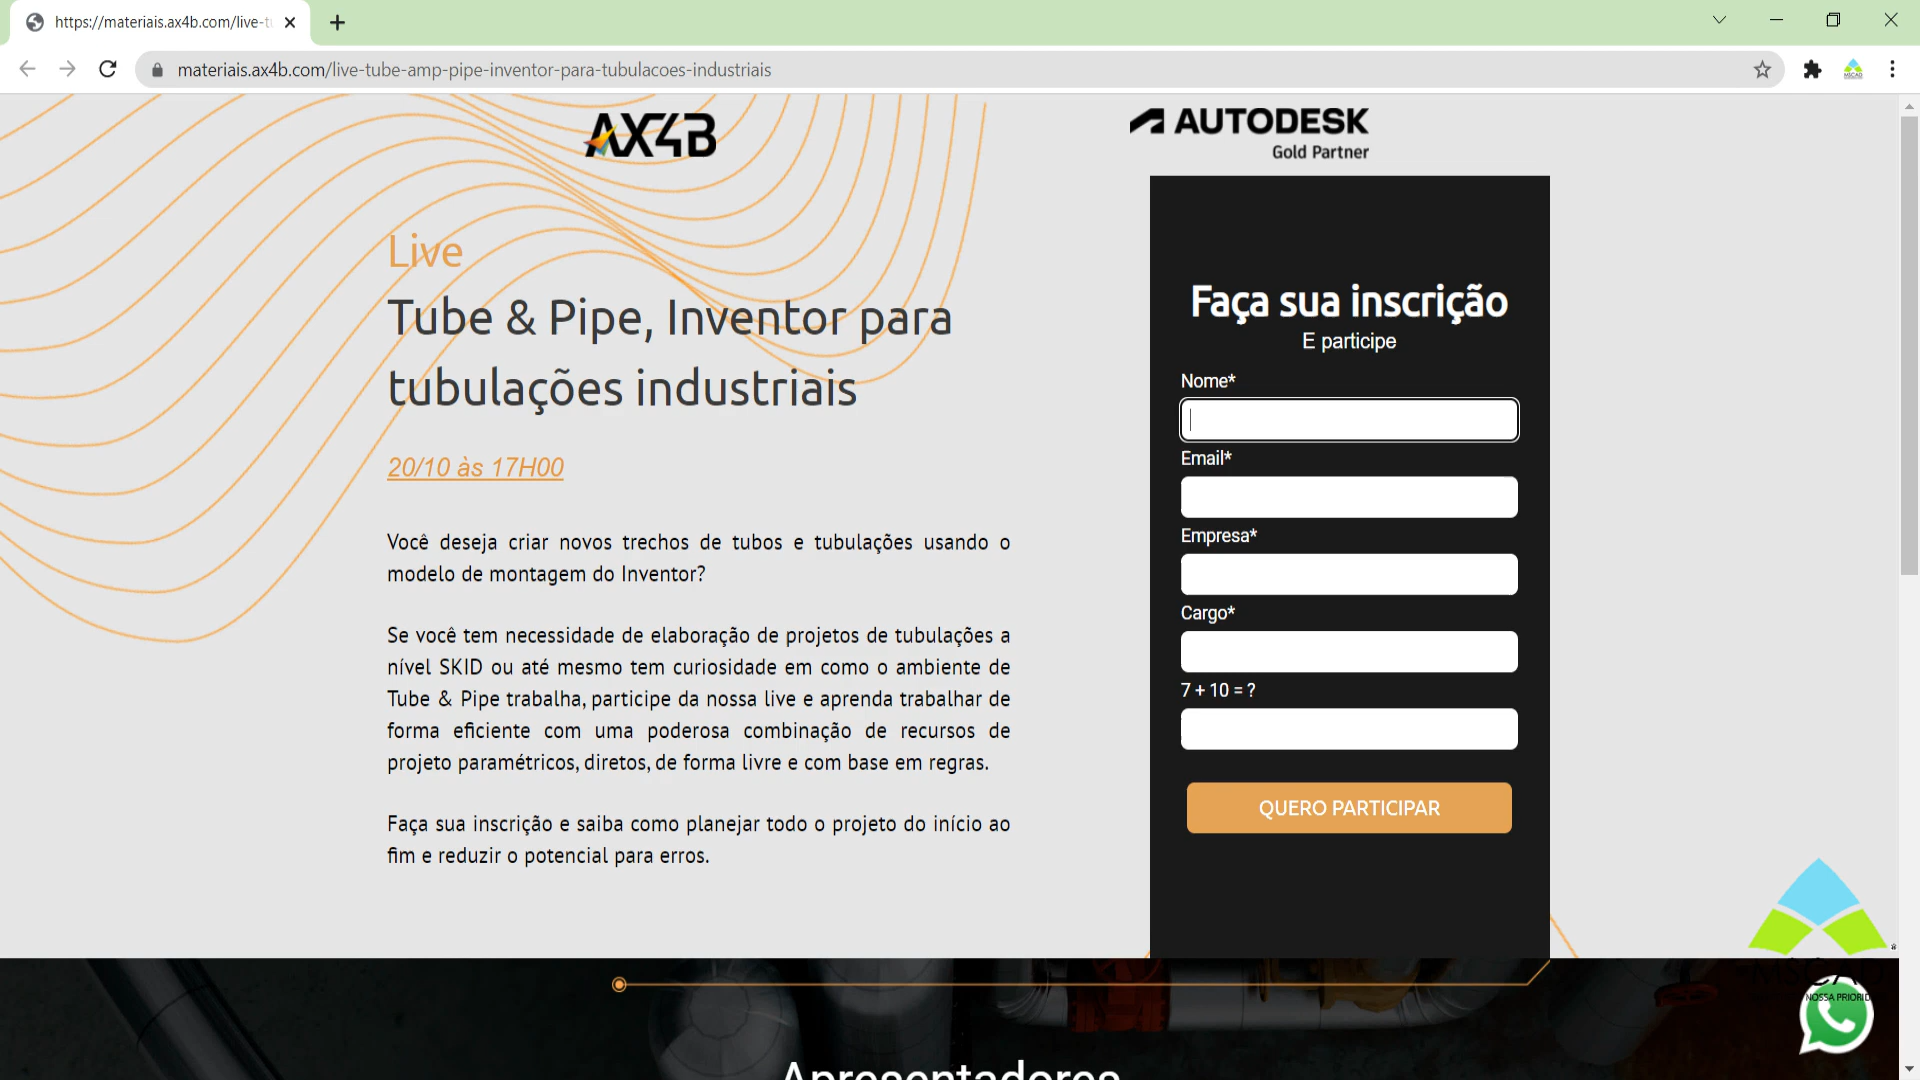 https://materiais.ax4b.com/live-t
materiais.ax4b.com/live-tube-amp-pipe-inventor-para-tubulacoes-industriais
MSCAD
AX4B
AUTODESK
Gold Partner
Live
Tube & Pipe, Inventor para
tubulações industriais
20/10 às 17H00
Você deseja criar novos trechos de tubos e tubulações usando o
modelo de montagem do Inventor?
Se você tem necessidade de elaboração de projetos de tubulações a
nível SKID ou até mesmo tem curiosidade em como o ambiente de
Tube & Pipe trabalha, participe da nossa live e aprenda trabalhar de
forma eficiente com uma poderosa combinação de recursos de
projeto paramétricos, diretos, de forma livre e com base em regras.
Faça sua inscrição e saiba como planejar todo o projeto do início ao
fim e reduzir o potencial para erros.
Faça sua inscrição
E participe
Nome*
Email*
Empresa*
Cargo*
7 + 10 = ?
QUERO PARTICIPAR
NOSSA PRIORID
Apresentadores